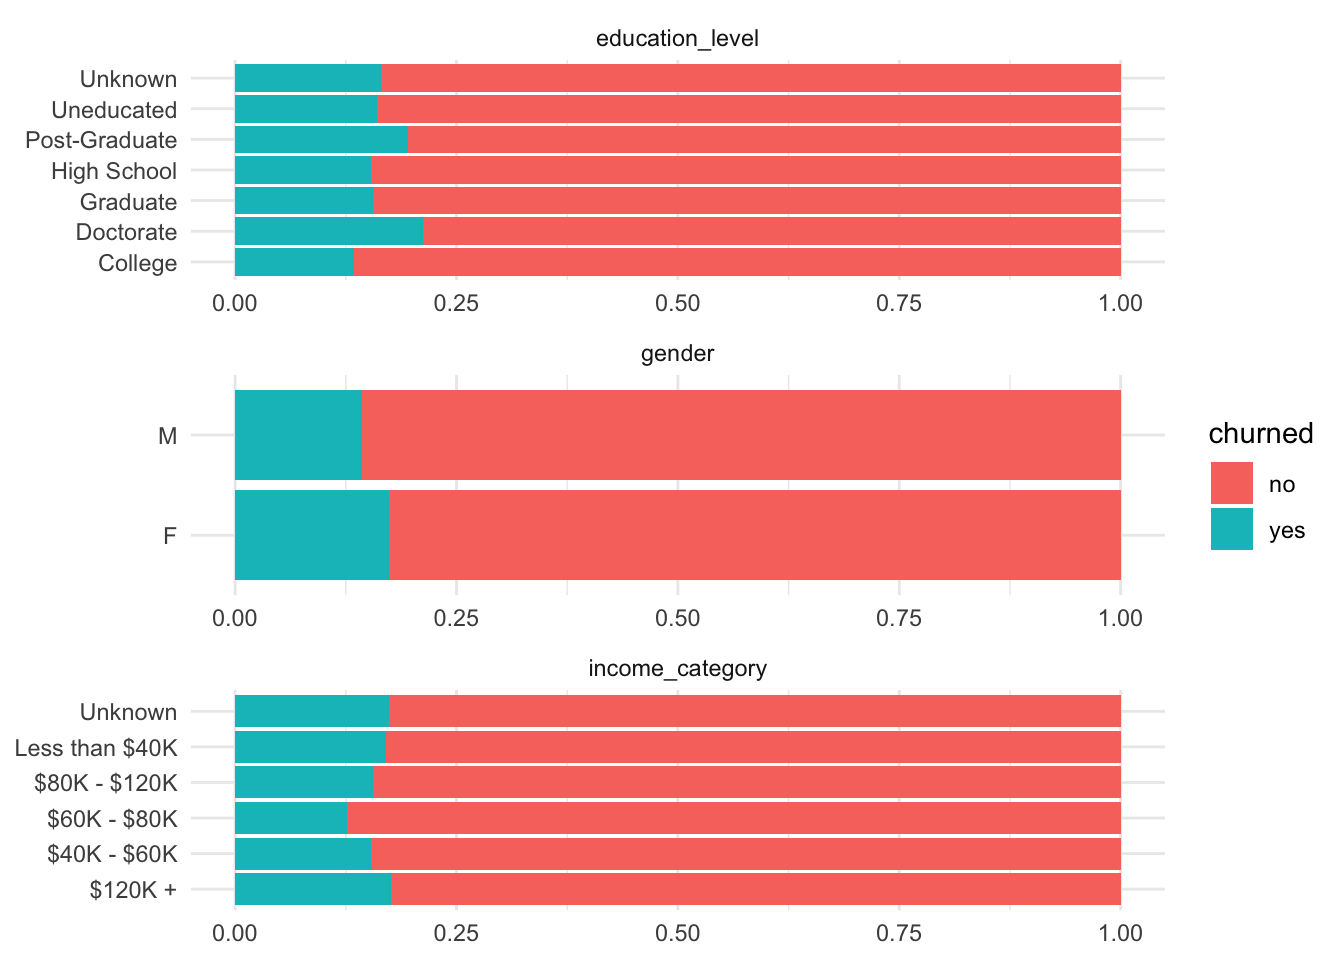 education_level
Unknown
Uneducated
Post-Graduate
High School
Graduate
Doctorate
College
0.00 0.25 0.50 0.75 1.00
gender
M
F
0.00 0.25 0.50 0.75 1.00
income_category
Unknown
Less than $40K
$80K - $120K
$60K - $80K
$40K - $60K
$120K +
0.00 0.25 0.50 0.75 1.00
churned
no
yes